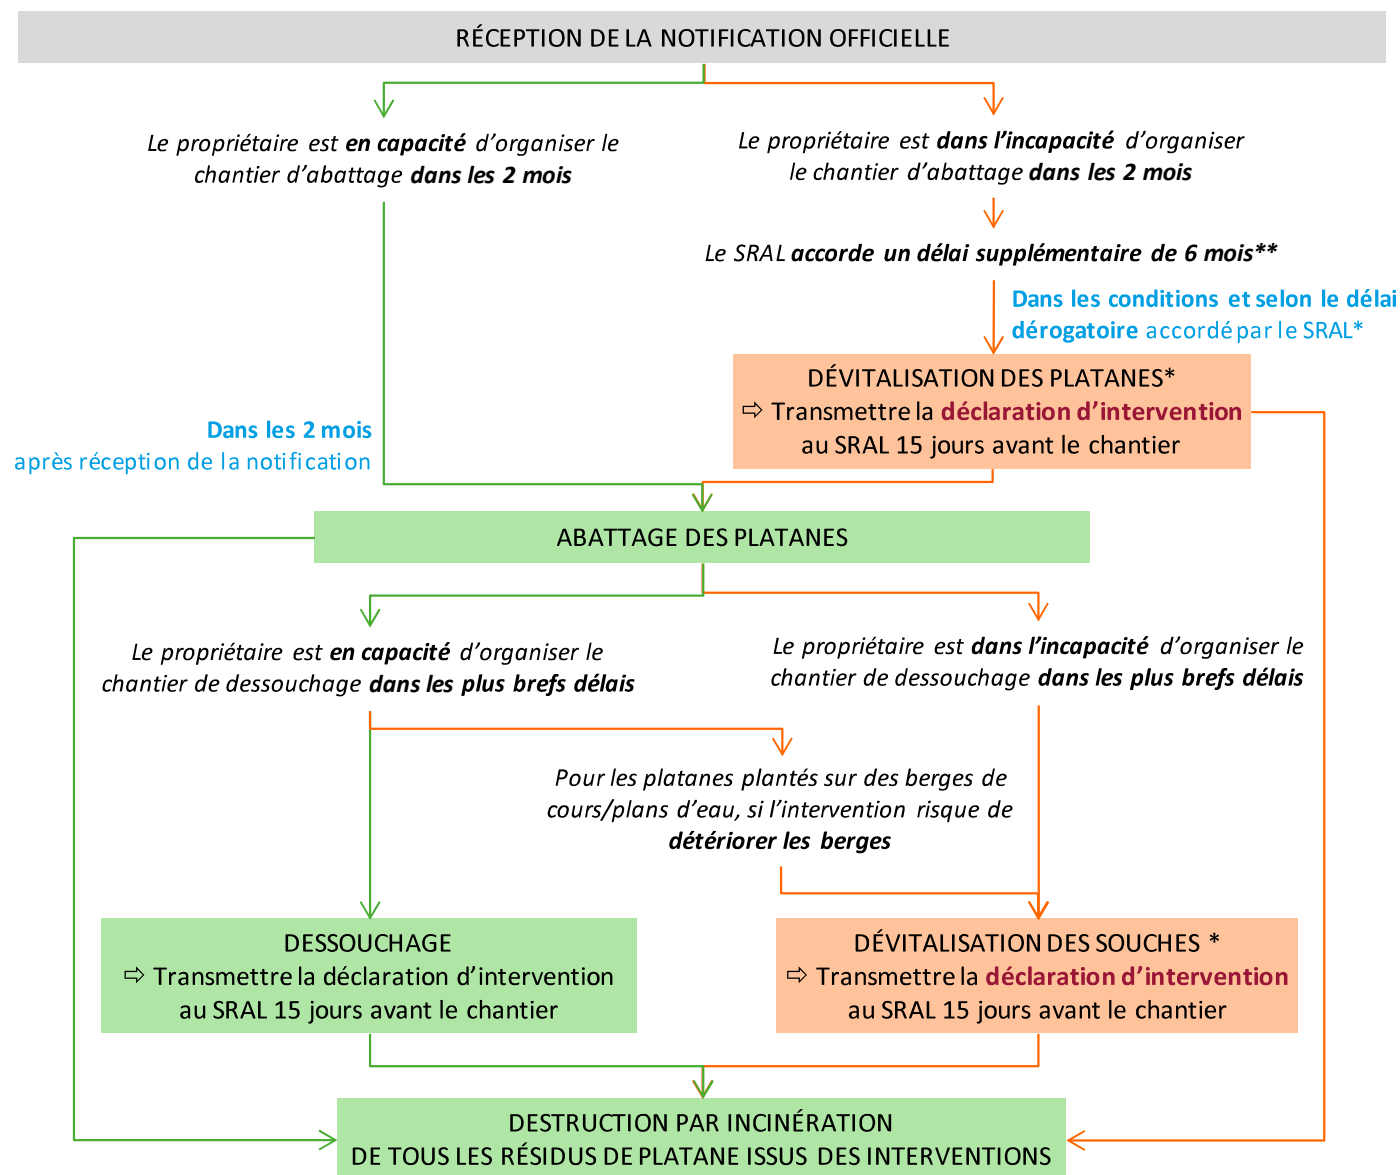 RÉCEPTION DE LA NOTIFICATION OFFICIELLE
Le propriétaire est en capacité d’organiser le
chantier d’abattage dans les 2 mois
Le propriétaire est dans l’incapacité d’organiser
le chantier d’abattage dans les 2 mois
Le SRAL accorde un délai supplémentaire de 6 mois**
Dans les conditions et selon le délai
dérogatoire accordé par le SRAL*
DÉVITALISATION DES PLATANES*
⇨ Transmettre la déclaration d’intervention
au SRAL 15 jours avant le chantier
Dans les 2 mois
après réception de la notification
ABATTAGE DES PLATANES
Le propriétaire est en capacité d’organiser le
chantier de dessouchage dans les plus brefs délais
Le propriétaire est dans l’incapacité d’organiser le
chantier de dessouchage dans les plus brefs délais
Pour les platanes plantés sur des berges de
cours/plans d’eau, si l’intervention risque de
détériorer les berges
DESSOUCHAGE
⇨ Transmettre la déclaration d’intervention
au SRAL 15 jours avant le chantier
DÉVITALISATION DES SOUCHES *
⇨ Transmettre la déclaration d’intervention
au SRAL 15 jours avant le chantier
DESTRUCTION PAR INCINÉRATION
DE TOUS LES RÉSIDUS DE PLATANE ISSUS DES INTERVENTIONS